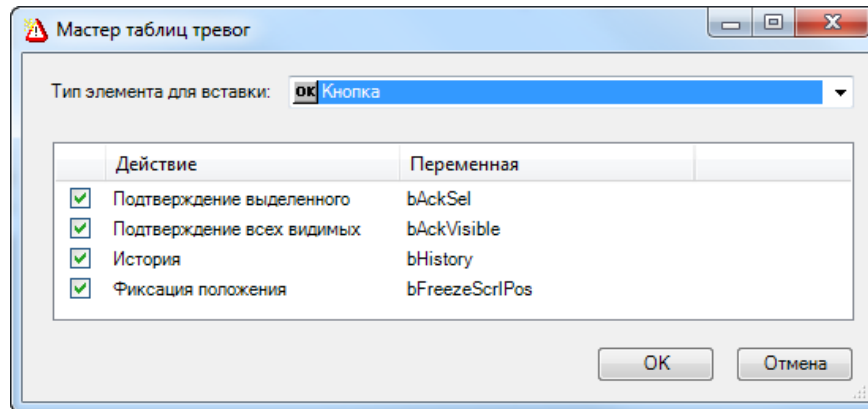 Мастер таблиц тревог
Тип элемента для вставки: OK Кнопка
Действие Переменная
Подтверждение выделенного bAckSel
Подтверждение всех видимых bAckVisible
История bHistory
Фиксация положения bFreezeScrlPos
OK Отмена